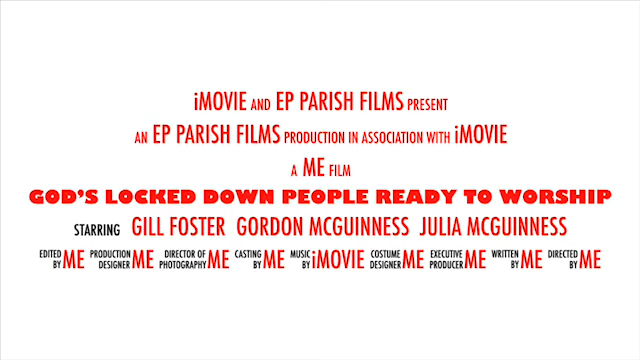 iMOVIE AND EP PARISH FILMS PRESENT
AN EP PARISH FILMS PRODUCTION IN ASSOCIATION WITH iMOVIE
A ME FILM
GOD'S LOCKED DOWN PEOPLE READY TO WORSHIP
STARRING GILL FOSTER GORDON MCGUINNESS JULIA MCGUINNESS
EDITED BY ME PRODUCTION DESIGNER ME DIRECTOR OF PHOTOGRAPHY ME CASTING BY ME MUSIC BY iMOVIE COSTUME DESIGNER ME EXECUTIVE PRODUCER ME WRITTEN BY ME DIRECTED BY ME